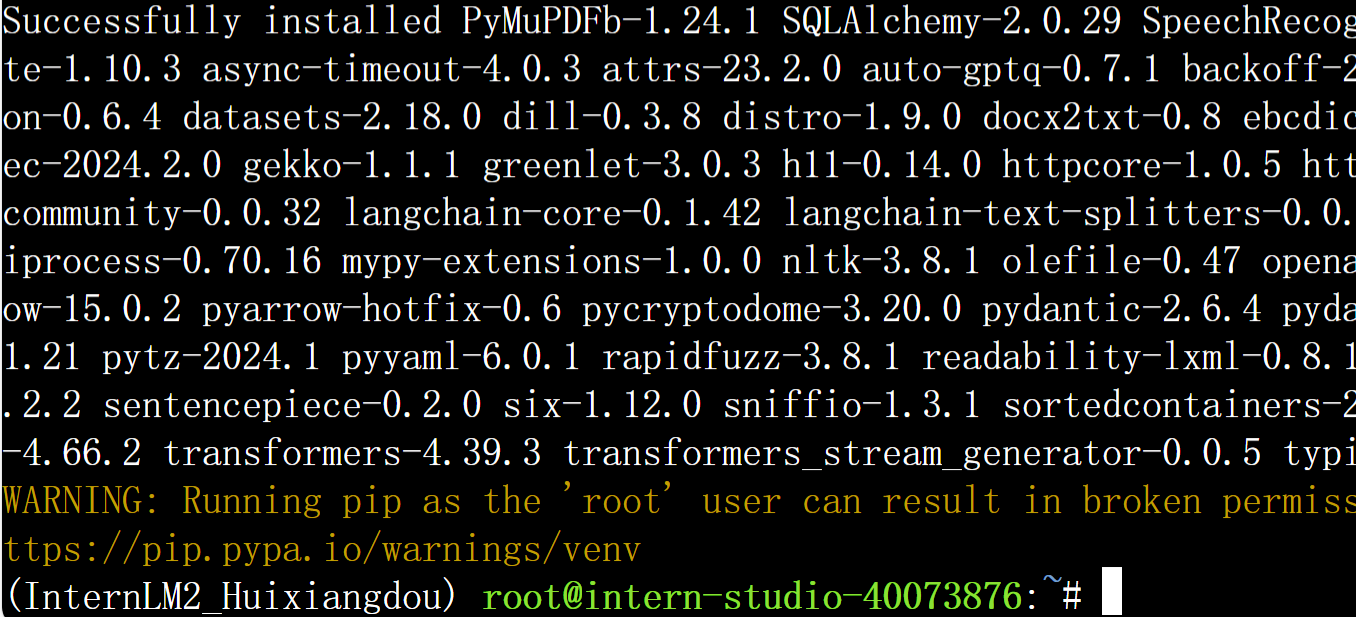 Successfully installed PyMuPDFb-1.24.1 SQLAlchemy-2.0.29 SpeechRecog
te-1.10.3 async-timeout-4.0.3 attrs-23.2.0 auto-gptq-0.7.1 backoff-2
on-0.6.4 datasets-2.18.0 dill-0.3.8 distro-1.9.0 docx2txt-0.8 ebcdic
ec-2024.2.0 gekko-1.1.1 greenlet-3.0.3 h11-0.14.0 httpcore-1.0.5 htt
community-0.0.32 langchain-core-0.1.42 langchain-text-splitters-0.0.
iprocess-0.70.16 mypy-extensions-1.0.0 nltk-3.8.1 olefile-0.47 opena
ow-15.0.2 pyarrow-hotfix-0.6 pycryptodome-3.20.0 pydantic-2.6.4 pyda
1.21 pytz-2024.1 pyyaml-6.0.1 rapidfuzz-3.8.1 readability-lxml-0.8.1
.2.2 sentencepiece-0.2.0 six-1.12.0 sniffio-1.3.1 sortedcontainers-2
-4.66.2 transformers-4.39.3 transformers_stream_generator-0.0.5 typi
WARNING: Running pip as the 'root' user can result in broken permiss
ttps://pip.pypa.io/warnings/venv
(InternLM2_Huixiangdou) root@intern-studio-40073876:~#